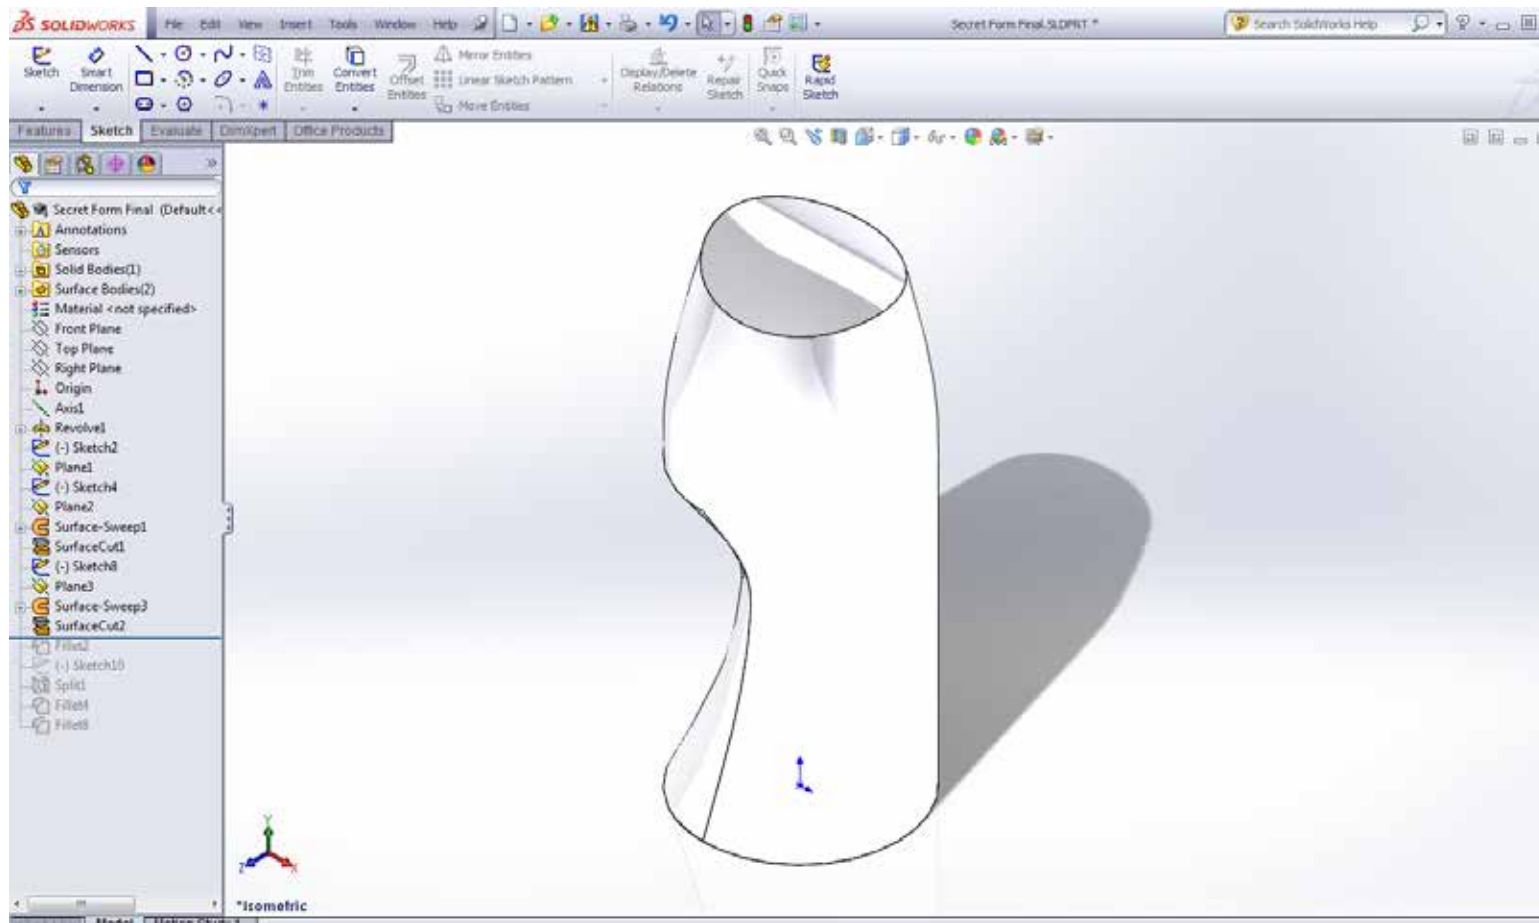 SOLIDWORKS File Edit View Insert Tools Window Help Secret Form Final.SLDPRT * Search SolidWorks Help
Sketch Smart Dimension Trim Entities Convert Entities Offset Entities Mirror Entities Linear Sketch Pattern Move Entities Display/Delete Relations Repair Sketch Quick Snaps Rapid Sketch
Features Sketch Evaluate DimXpert Office Products
Secret Form Final (Default<<
Annotations
Sensors
Solid Bodies(1)
Surface Bodies(2)
Material <not specified>
Front Plane
Top Plane
Right Plane
Origin
Axis1
Revolve1
(-) Sketch2
Plane1
(-) Sketch4
Plane2
Surface-Sweep1
SurfaceCut1
(-) Sketch8
Plane3
Surface-Sweep3
SurfaceCut2
Fillet2
(-) Sketch10
Split1
Fillet4
Y
Z X
*Isometric
Model Motion Study 1